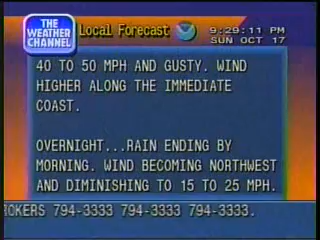 THE
WEATHER
CHANNEL
Local Forecast
9:29:11 PM
SUN OCT 17
40 TO 50 MPH AND GUSTY. WIND
HIGHER ALONG THE IMMEDIATE
COAST.
OVERNIGHT...RAIN ENDING BY
MORNING. WIND BECOMING NORTHWEST
AND DIMINISHING TO 15 TO 25 MPH.
OKERS 794-3333 794-3333 794-3333.